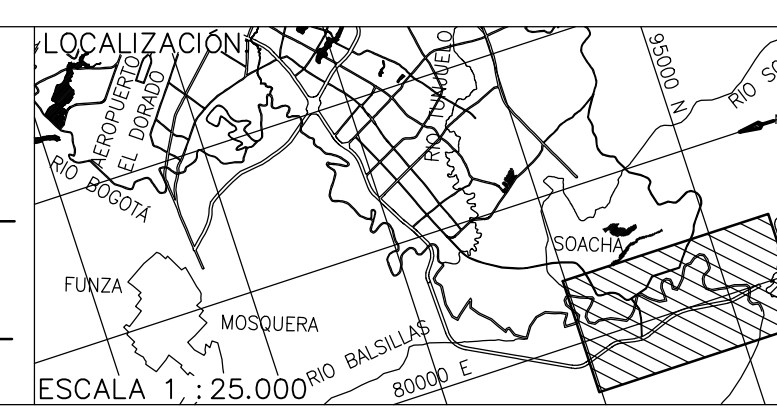 LOCALIZACIÓN:
AEROPUERTO
EL DORADO
RIO TUNJUELO
95000 N
RIO BOGOTÁ
SOACHA
FUNZA
MOSQUERA
RIO BALSILLAS
80000 E
ESCALA 1 : 25.000